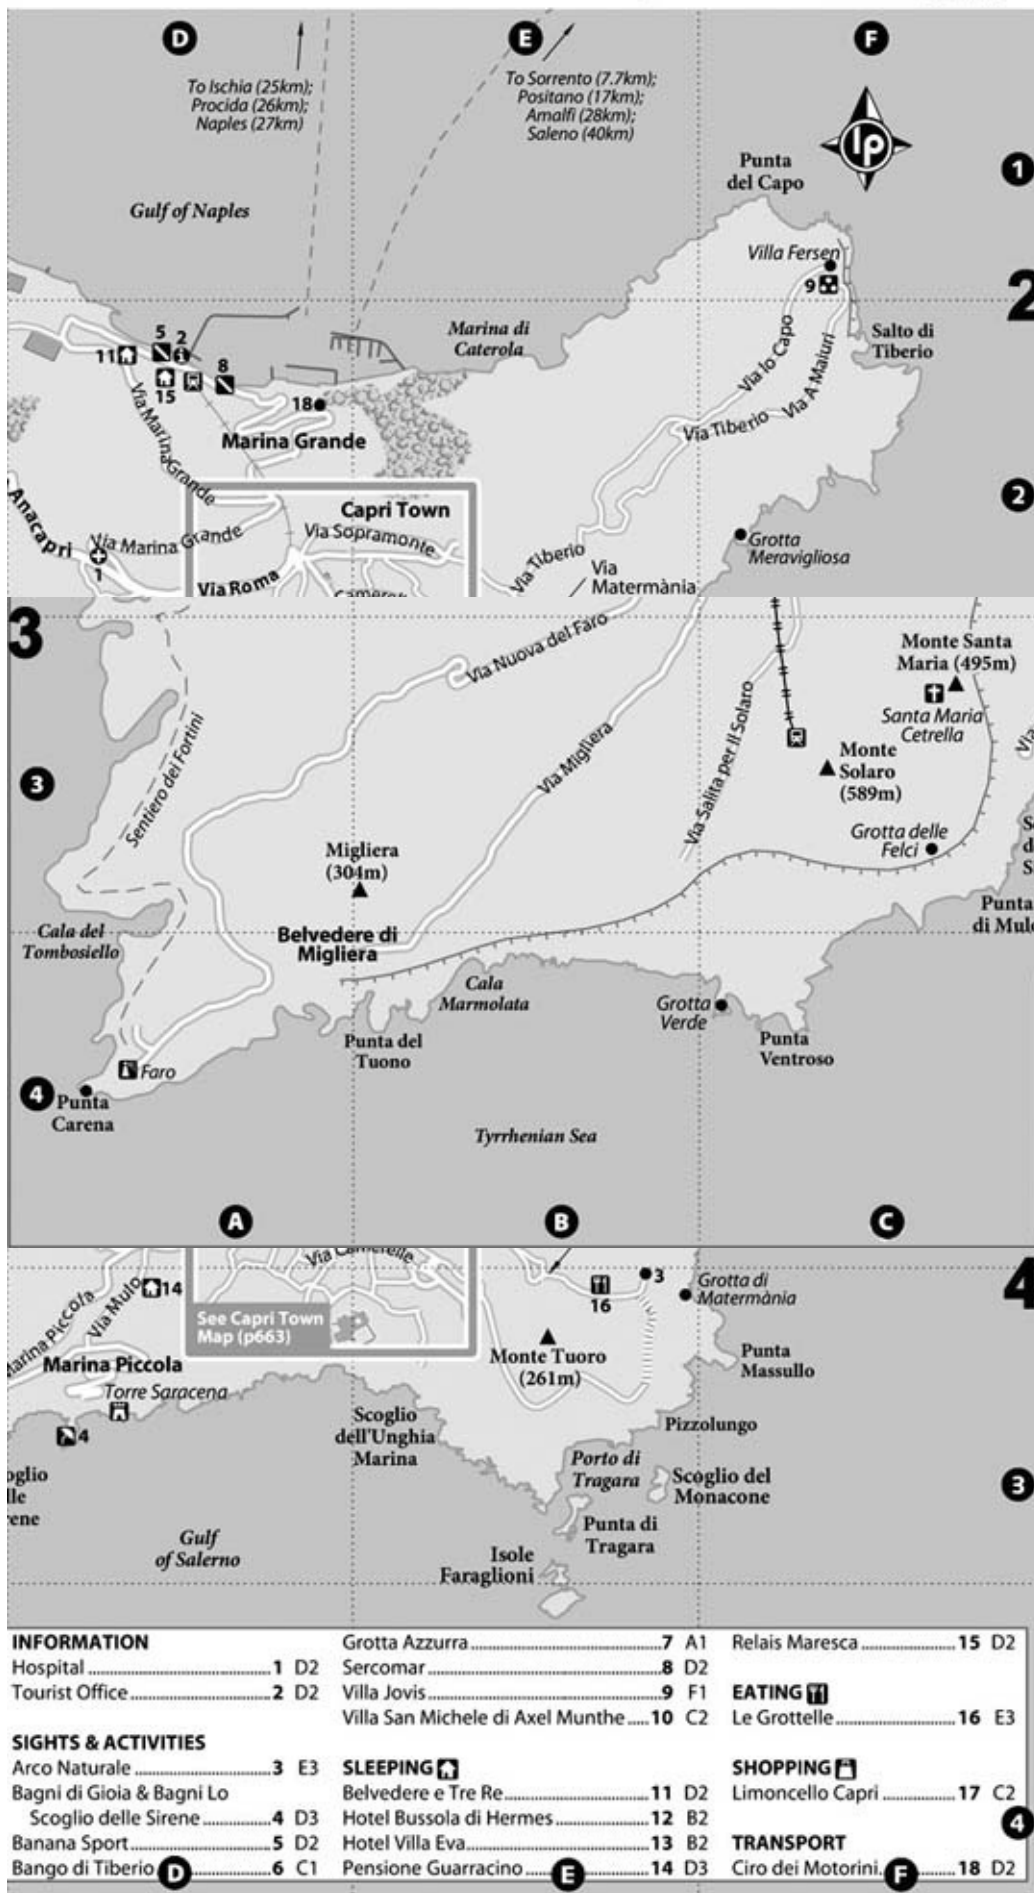 D
E
F
To Ischia (25km);
Procida (26km);
Naples (27km)
To Sorrento (7.7km);
Positano (17km);
Amalfi (28km);
Saleno (40km)
lp
1
Punta
del Capo
Gulf of Naples
Villa Fersen
9
2
Marina di
Caterola
Salto di
Tiberio
5
2
11
8
15
18
Via lo Capo
Via A Maiuri
Via Tiberio
Via Marina Grande
Marina Grande
2
Capri Town
Anacapri
Via Marina Grande
Via Sopramonte
Grotta
Meravigliosa
1
Via Roma
Via Tiberio
Via
Matermània
3
Via Nuova del Faro
Monte Santa
Maria (495m)
Sentiero dei Fortini
Via Migliera
Via Salita per Il Solaro
Santa Maria
Cetrella
3
Monte
Solaro
(589m)
Via
Migliera
(304m)
Grotta delle
Felci
Punta
di Mulo
Cala del
Tombosiello
Belvedere di
Migliera
Cala
Marmolata
Grotta
Verde
Punta del
Tuono
Punta
Ventroso
Faro
4
Punta
Carena
Tyrrhenian Sea
A
B
C
Via Camerelle
4
14
3
16
Grotta di
Matermània
Marina Piccola
Via Mulo
See Capri Town
Map (p663)
Marina Piccola
Monte Tuoro
(261m)
Punta
Massullo
Torre Saracena
4
Scoglio
dell'Unghia
Marina
Pizzolungo
Porto di
Tragara
Scoglio del
Monacone
3
Gulf
of Salerno
Punta di
Tragara
Isole
Faraglioni
INFORMATION
Hospital 1 D2
Tourist Office 2 D2
SIGHTS & ACTIVITIES
Arco Naturale 3 E3
Bagni di Gioia & Bagni Lo
Scoglio delle Sirene 4 D3
Banana Sport 5 D2
Bango di Tiberio 6 C1
Grotta Azzurra 7 A1
Sercomar 8 D2
Villa Jovis 9 F1
Villa San Michele di Axel Munthe 10 C2
SLEEPING
Belvedere e Tre Re 11 D2
Hotel Bussola di Hermes 12 B2
Hotel Villa Eva 13 B2
Pensione Guarracino 14 D3
Relais Maresca 15 D2
EATING
Le Grottelle 16 E3
SHOPPING
Limoncello Capri 17 C2
TRANSPORT
Ciro dei Motorini 18 D2
4
D
E
F